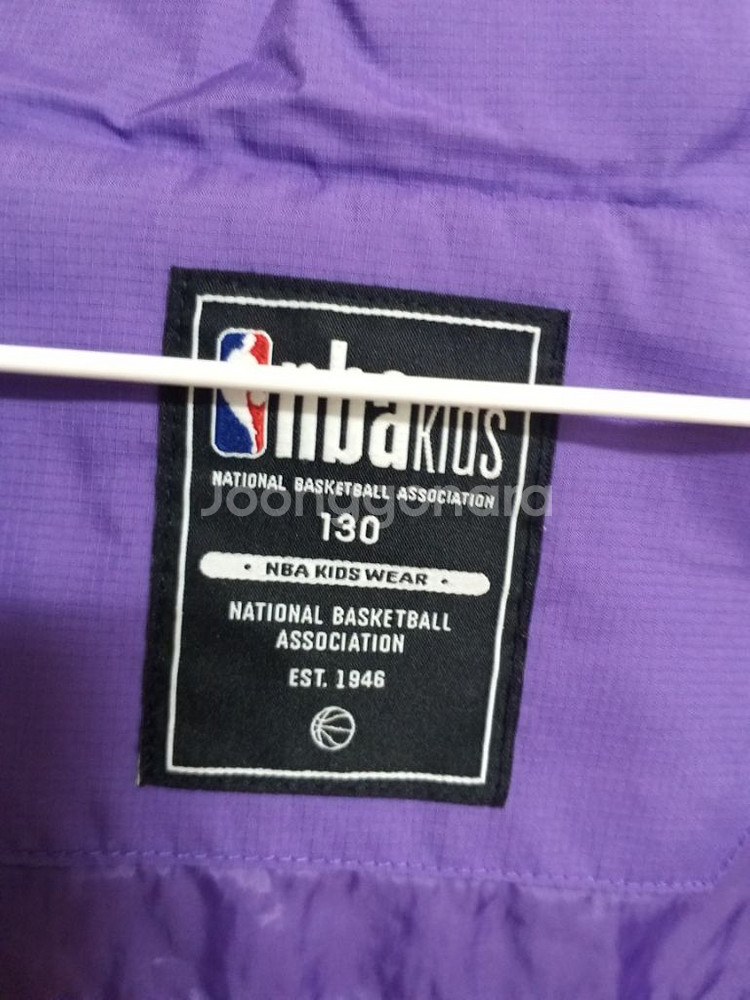 nbakids
NATIONAL BASKETBALL ASSOCIATION
Joonggonara
130
• NBA KIDS WEAR •
NATIONAL BASKETBALL
ASSOCIATION
EST. 1946